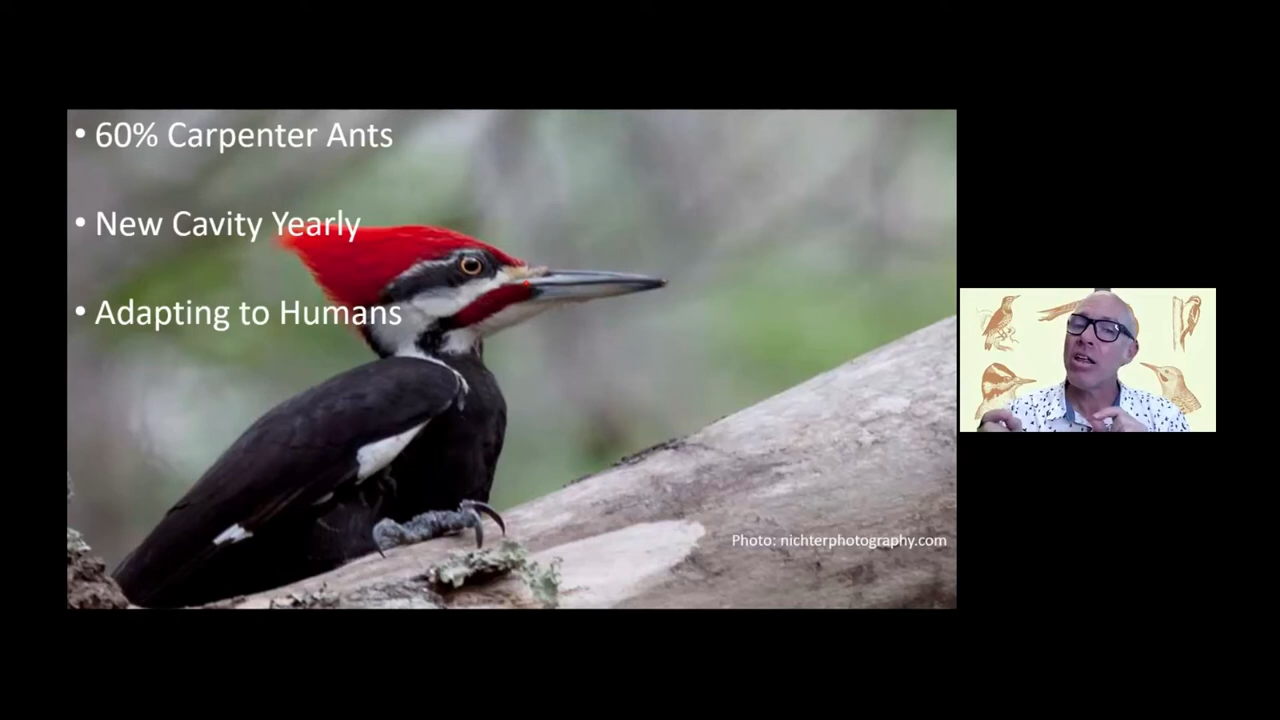 • 60% Carpenter Ants
• New Cavity Yearly
• Adapting to Humans
Photo: nichterphotography.com